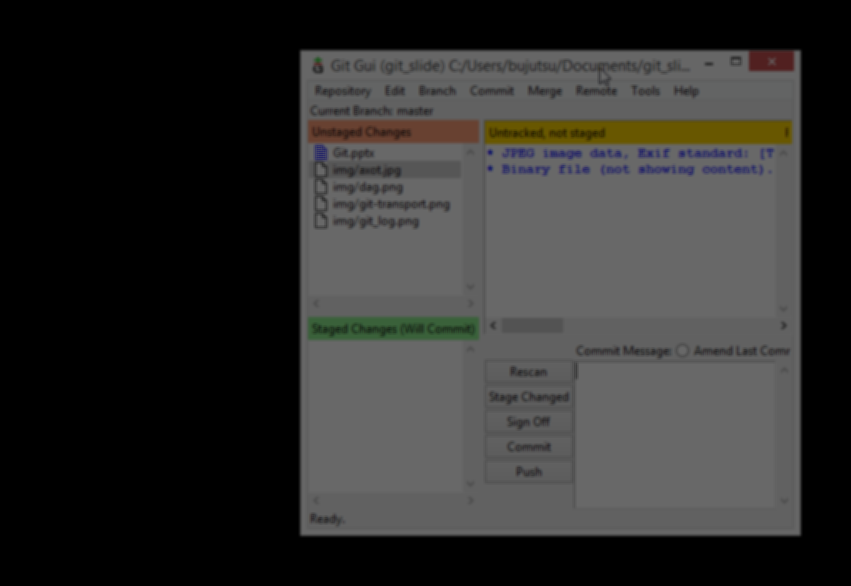 Git Gui (git_slide) C:/Users/bujutsu/Documents/git_sli...
Repository Edit Branch Commit Merge Remote Tools Help
Current Branch: master
Unstaged Changes
Git.pptx
img/axot.jpg
img/dag.png
img/git-transport.png
img/git_log.png
Staged Changes (Will Commit)
Untracked, not staged
* JPEG image data, Exif standard: [T
* Binary file (not showing content).
Commit Message: Amend Last Comr
Rescan
Stage Changed
Sign Off
Commit
Push
Ready.